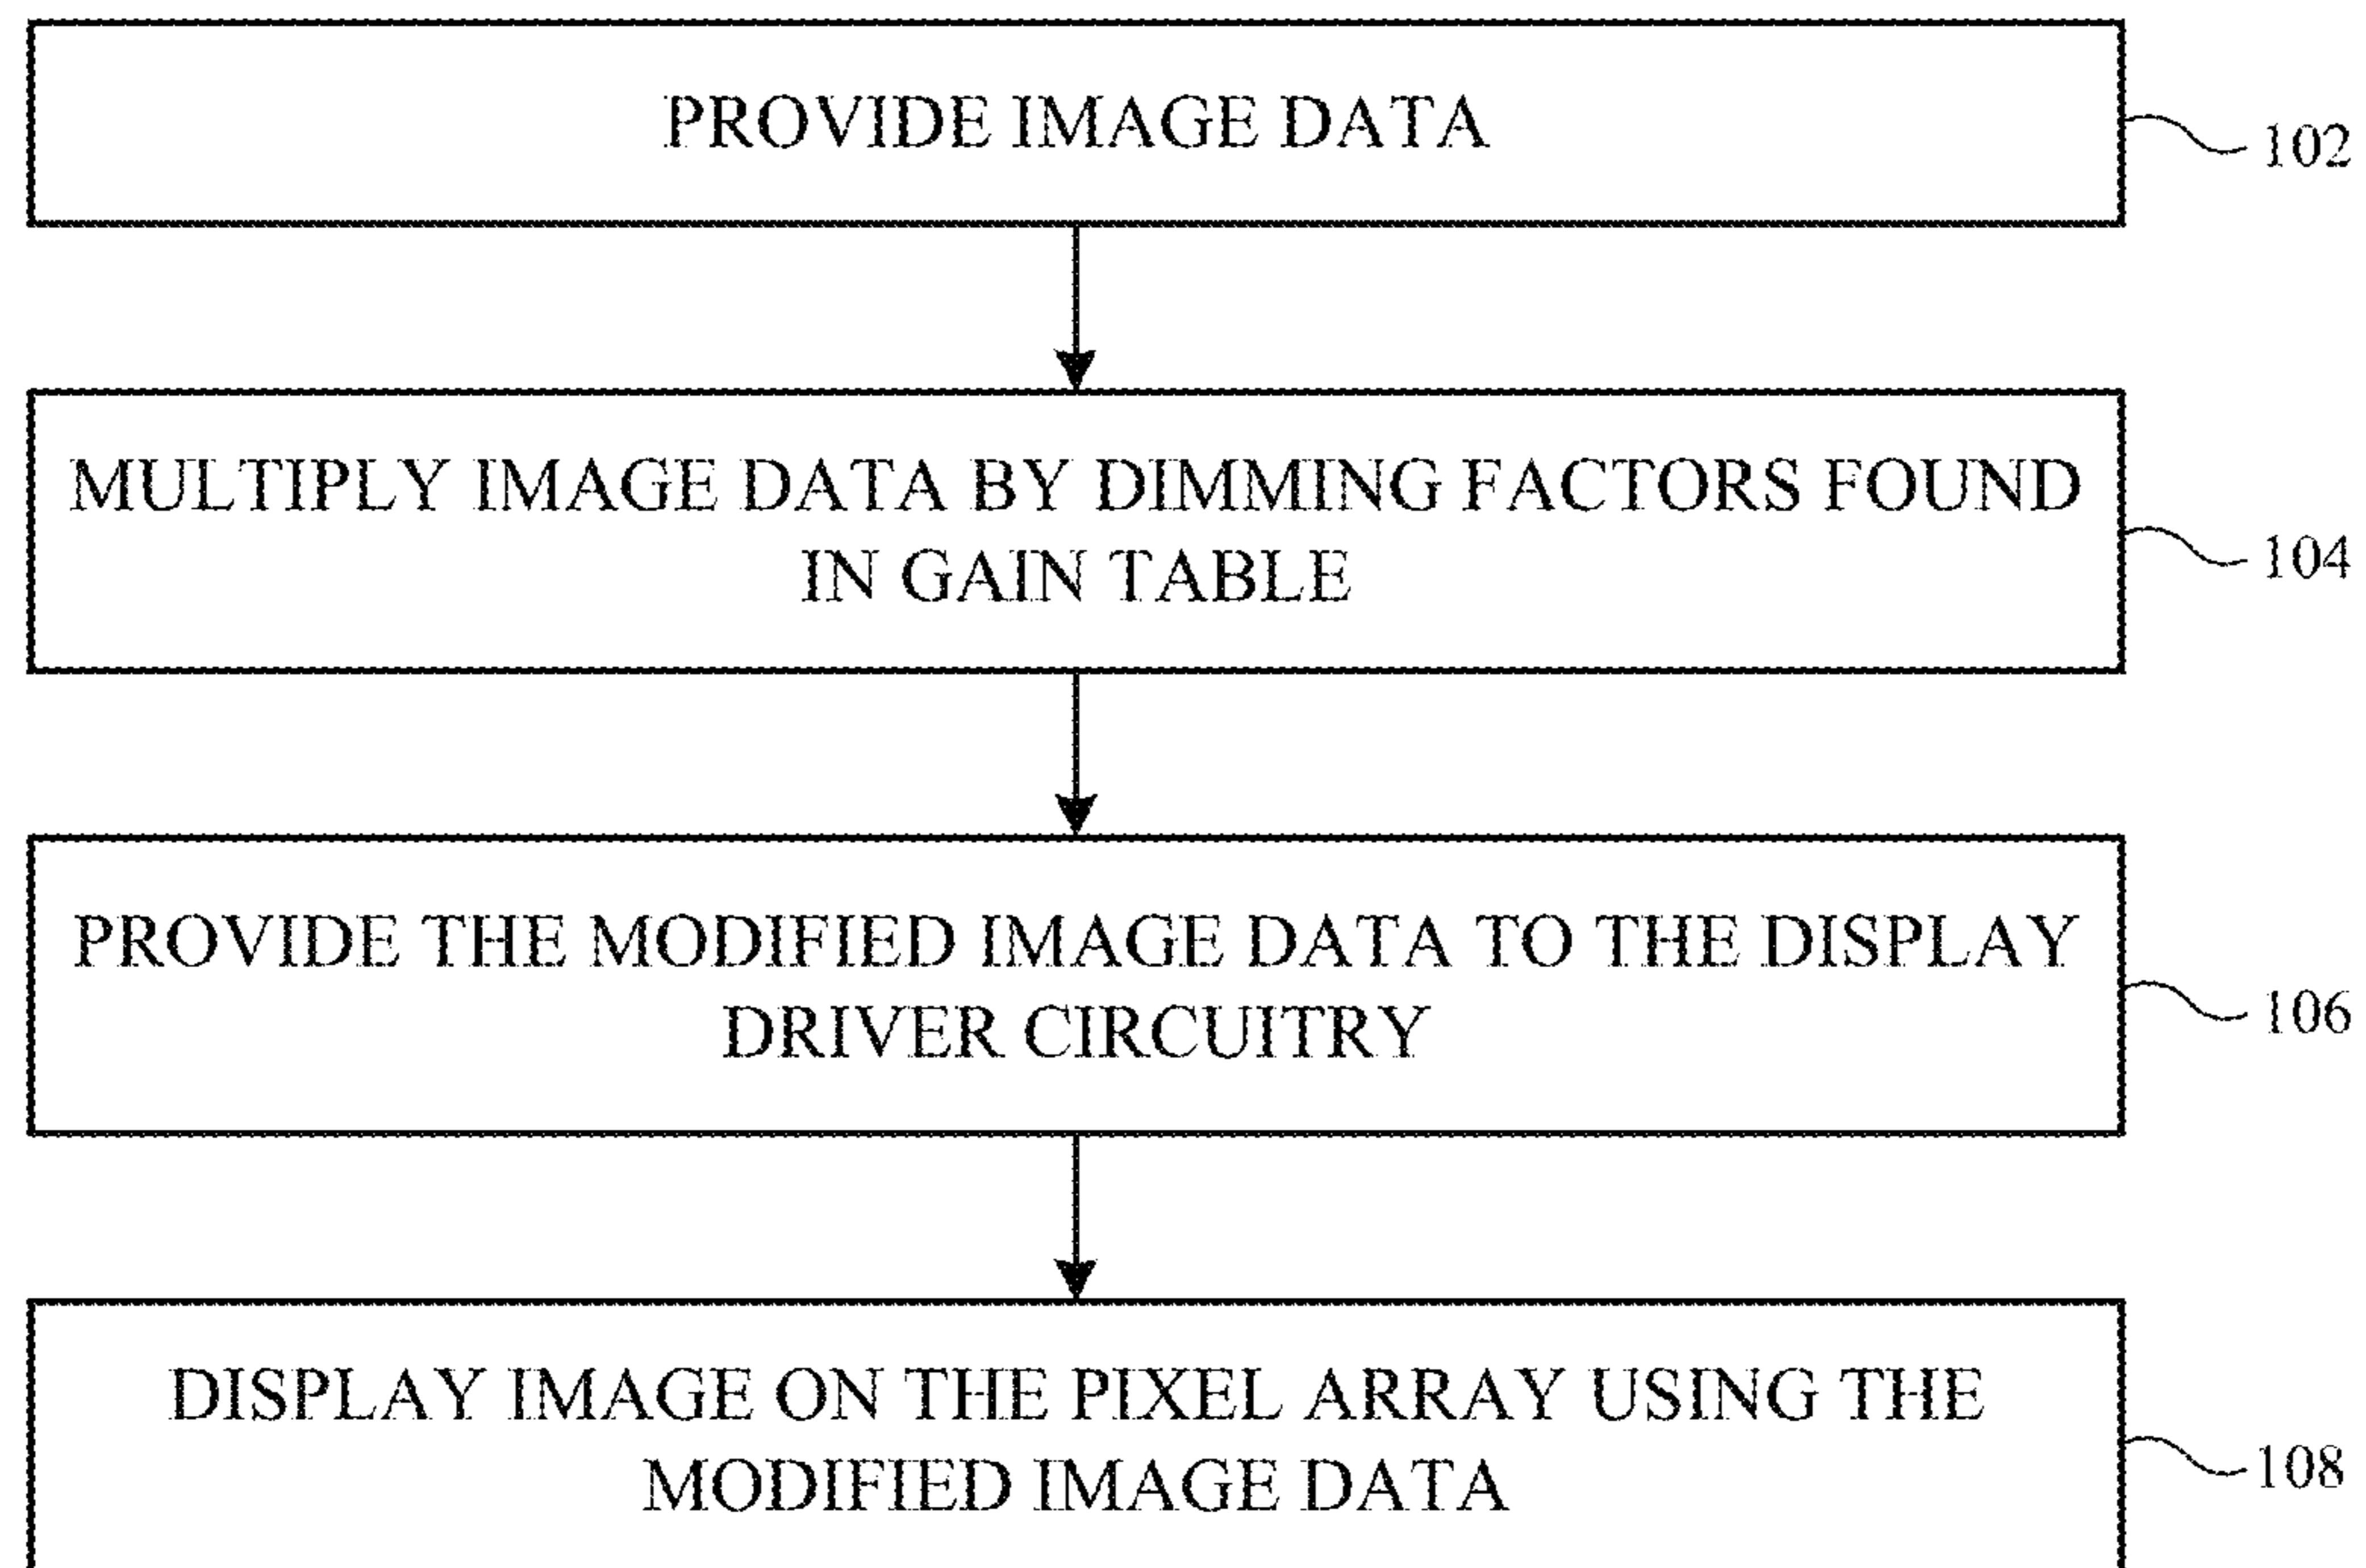 PROVIDE IMAGE DATA
102
MULTIPLY IMAGE DATA BY DIMMING FACTORS FOUND
IN GAIN TABLE
104
PROVIDE THE MODIFIED IMAGE DATA TO THE DISPLAY
DRIVER CIRCUITRY
106
DISPLAY IMAGE ON THE PIXEL ARRAY USING THE
MODIFIED IMAGE DATA
108